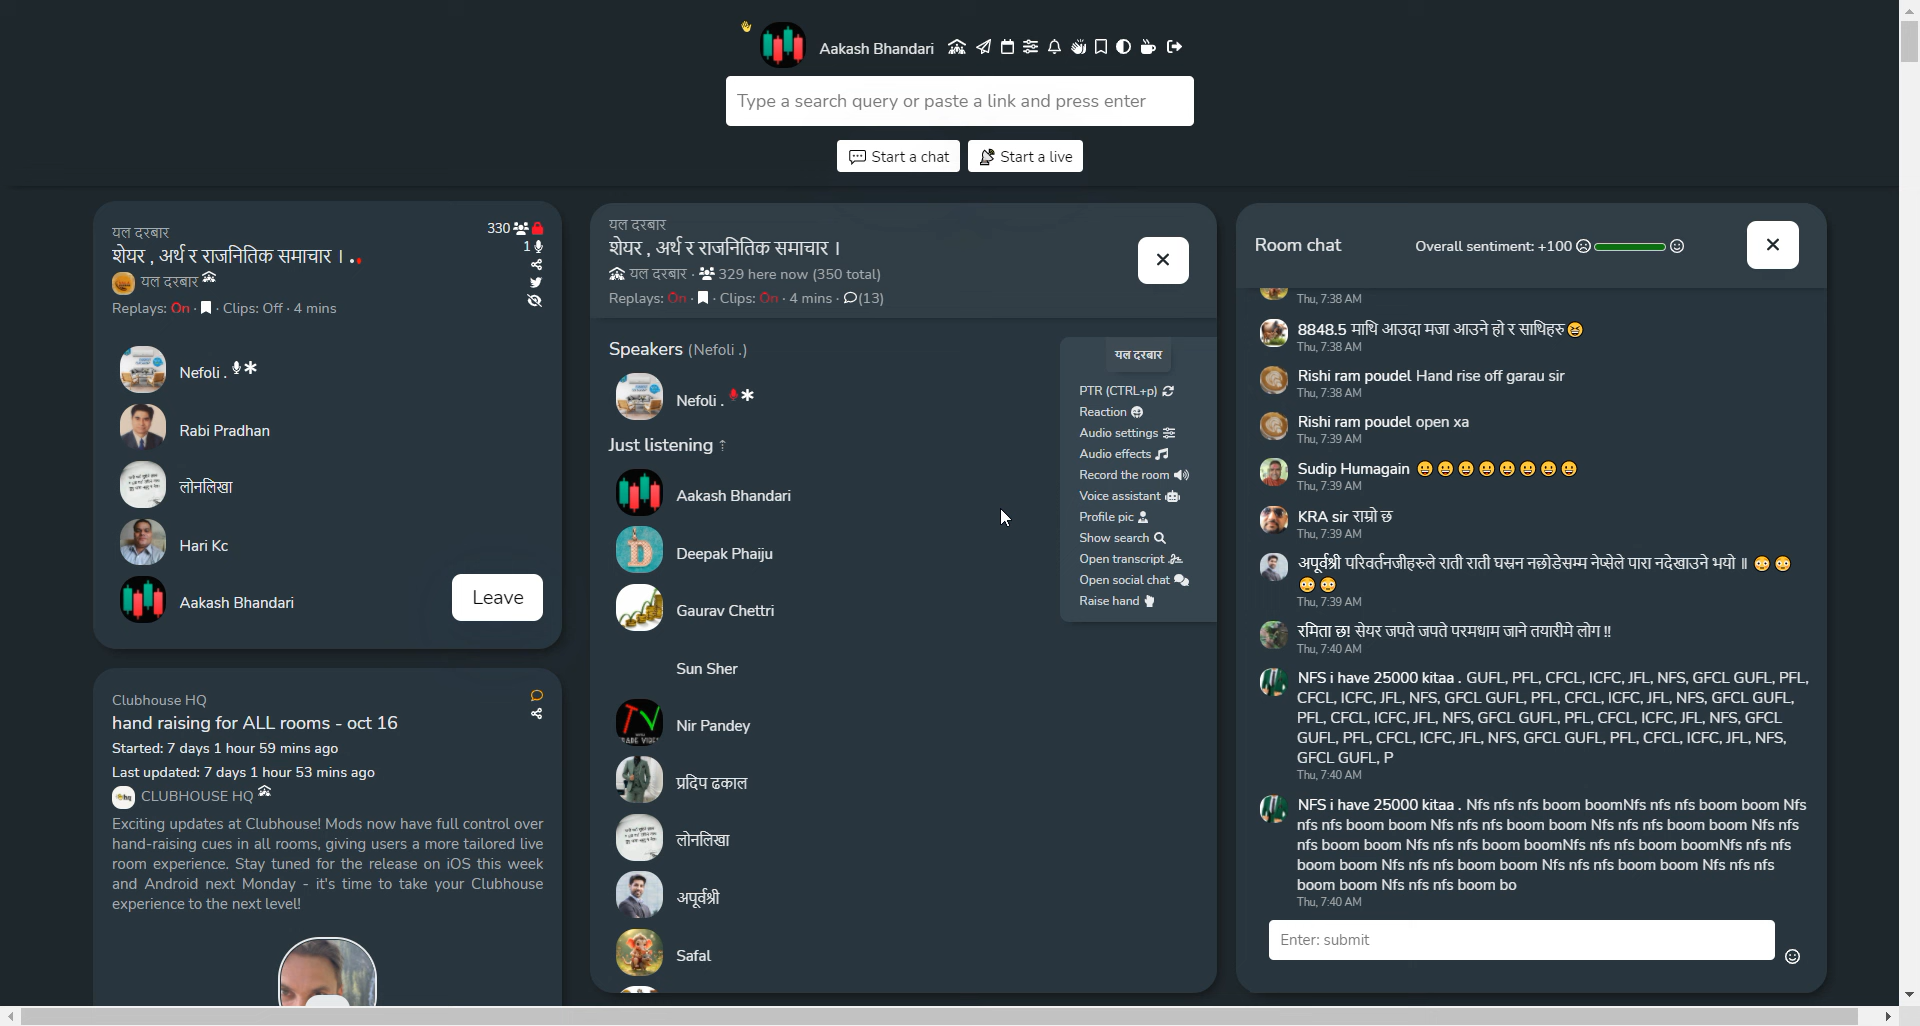 Aakash Bhandari
Type a search query or paste a link and press enter
Start a chat
Start a live
यल दरबार
330
शेयर , अर्थ र राजनितिक समाचार ।
1
यल दरबार
Replays: On · Clips: Off · 4 mins
Nefoli .
Rabi Pradhan
लोनलिखा
Hari Kc
Aakash Bhandari
Leave
Clubhouse HQ
hand raising for ALL rooms - oct 16
Started: 7 days 1 hour 59 mins ago
Last updated: 7 days 1 hour 53 mins ago
CLUBHOUSE HQ
Exciting updates at Clubhouse! Mods now have full control over
hand-raising cues in all rooms, giving users a more tailored live
room experience. Stay tuned for the release on iOS this week
and Android next Monday - it's time to take your Clubhouse
experience to the next level!
यल दरबार
शेयर , अर्थ र राजनितिक समाचार ।
यल दरबार · 329 here now (350 total)
Replays: On · Clips: On · 4 mins · (13)
Speakers (Nefoli .)
Nefoli .
Just listening ↑
Aakash Bhandari
Deepak Phaiju
Gaurav Chettri
Sun Sher
Nir Pandey
प्रदिप ढकाल
लोनलिखा
अपूर्वश्री
Safal
यल दरबार
PTR (CTRL+p)
Reaction
Audio settings
Audio effects
Record the room
Voice assistant
Profile pic
Show search
Open transcript
Open social chat
Raise hand
Room chat
Overall sentiment: +100
Thu, 7:38 AM
8848.5 माथि आउदा मजा आउने हो र साथिहरु😆
Thu, 7:38 AM
Rishi ram poudel Hand rise off garau sir
Thu, 7:38 AM
Rishi ram poudel open xa
Thu, 7:39 AM
Sudip Humagain 😀😀😀😀😀😀😀😀
Thu, 7:39 AM
KRA sir राम्रो छ
Thu, 7:39 AM
अपूर्वश्री परिवर्तनजीहरुले राती राती घस्रन नछोडेसम्म नेप्सेले पारा नदेखाउने भयो ॥ 😳😳
😳😳
Thu, 7:39 AM
रमिता छ! सेयर जपते जपते परमधाम जाने तयारीमे लोग !!
Thu, 7:40 AM
NFS i have 25000 kitaa . GUFL, PFL, CFCL, ICFC, JFL, NFS, GFCL GUFL, PFL,
CFCL, ICFC, JFL, NFS, GFCL GUFL, PFL, CFCL, ICFC, JFL, NFS, GFCL GUFL,
PFL, CFCL, ICFC, JFL, NFS, GFCL GUFL, PFL, CFCL, ICFC, JFL, NFS, GFCL
GUFL, PFL, CFCL, ICFC, JFL, NFS, GFCL GUFL, PFL, CFCL, ICFC, JFL, NFS,
GFCL GUFL, P
Thu, 7:40 AM
NFS i have 25000 kitaa . Nfs nfs nfs boom boomNfs nfs nfs boom boom Nfs
nfs nfs boom boom Nfs nfs nfs boom boom Nfs nfs nfs boom boom Nfs nfs
nfs boom boom Nfs nfs nfs boom boomNfs nfs nfs boom boomNfs nfs nfs
boom boom Nfs nfs nfs boom boom Nfs nfs nfs boom boom Nfs nfs nfs
boom boom Nfs nfs nfs boom bo
Thu, 7:40 AM
Enter: submit